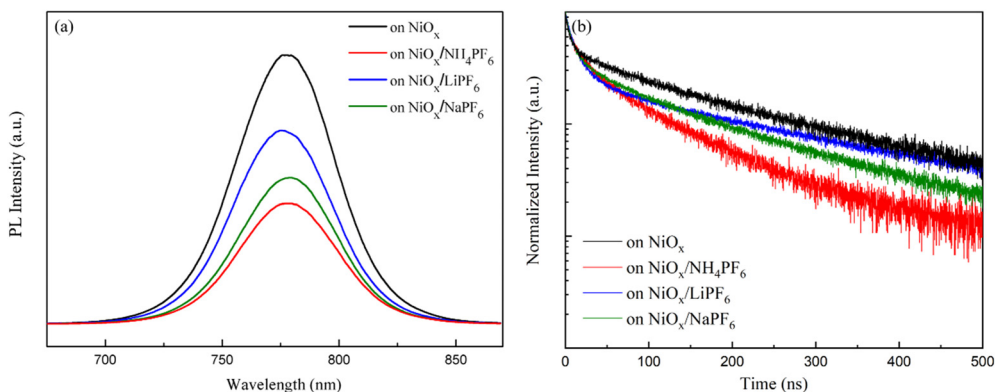 (a)
on NiOₓ
on NiOₓ/NH₄PF₆
on NiOₓ/LiPF₆
on NiOₓ/NaPF₆
PL Intensity (a.u.)
700 750 800 850
Wavelength (nm)
(b)
Normalized Intensity (a.u.)
on NiOₓ
on NiOₓ/NH₄PF₆
on NiOₓ/LiPF₆
on NiOₓ/NaPF₆
0 100 200 300 400 500
Time (ns)